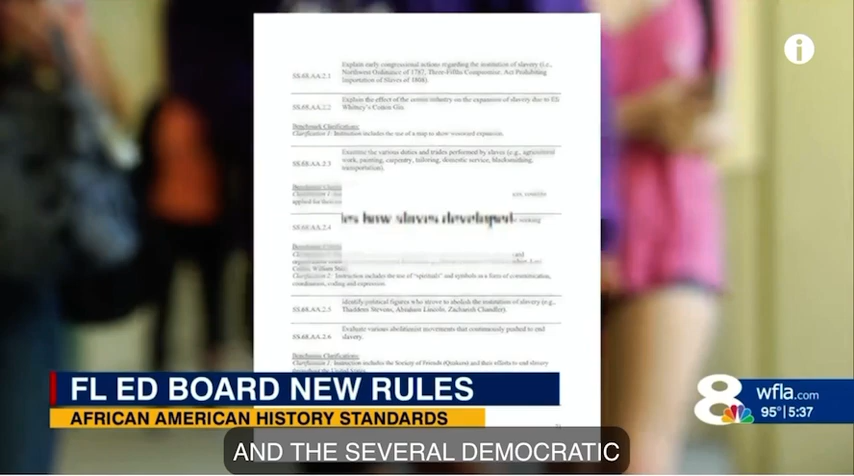 Explain early congressional actions regarding the institution of slavery (i.e.,
SS.68.AA.2.1 Northwest Ordinance of 1787, Three-Fifths Compromise, Act Prohibiting
Importation of Slaves of 1808).
Explain the effect of the cotton industry on the expansion of slavery due to Eli
SS.68.AA.2.2 Whitney's Cotton Gin.
Benchmark Clarifications:
Clarification 1: Instruction includes the use of a map to show westward expansion.
Examine the various duties and trades performed by slaves (e.g., agricultural
SS.68.AA.2.3 work, painting, carpentry, tailoring, domestic service, blacksmithing,
transportation).
es how slaves developed
SS.68.AA.2.4
Clarification 2: Instruction includes the use of "spirituals" and symbols as a form of communication,
coordination, coding and expression.
Identify political figures who strove to abolish the institution of slavery (e.g.,
SS.68.AA.2.5 Thaddeus Stevens, Abraham Lincoln, Zachariah Chandler).
Evaluate various abolitionist movements that continuously pushed to end
SS.68.AA.2.6 slavery.
Benchmark Clarifications:
Clarification 1: Instruction includes the Society of Friends (Quakers) and their efforts to end slavery
throughout the United States.
FL ED BOARD NEW RULES
AFRICAN AMERICAN HISTORY STANDARDS
8 wfla.com
95° 5:37
AND THE SEVERAL DEMOCRATIC